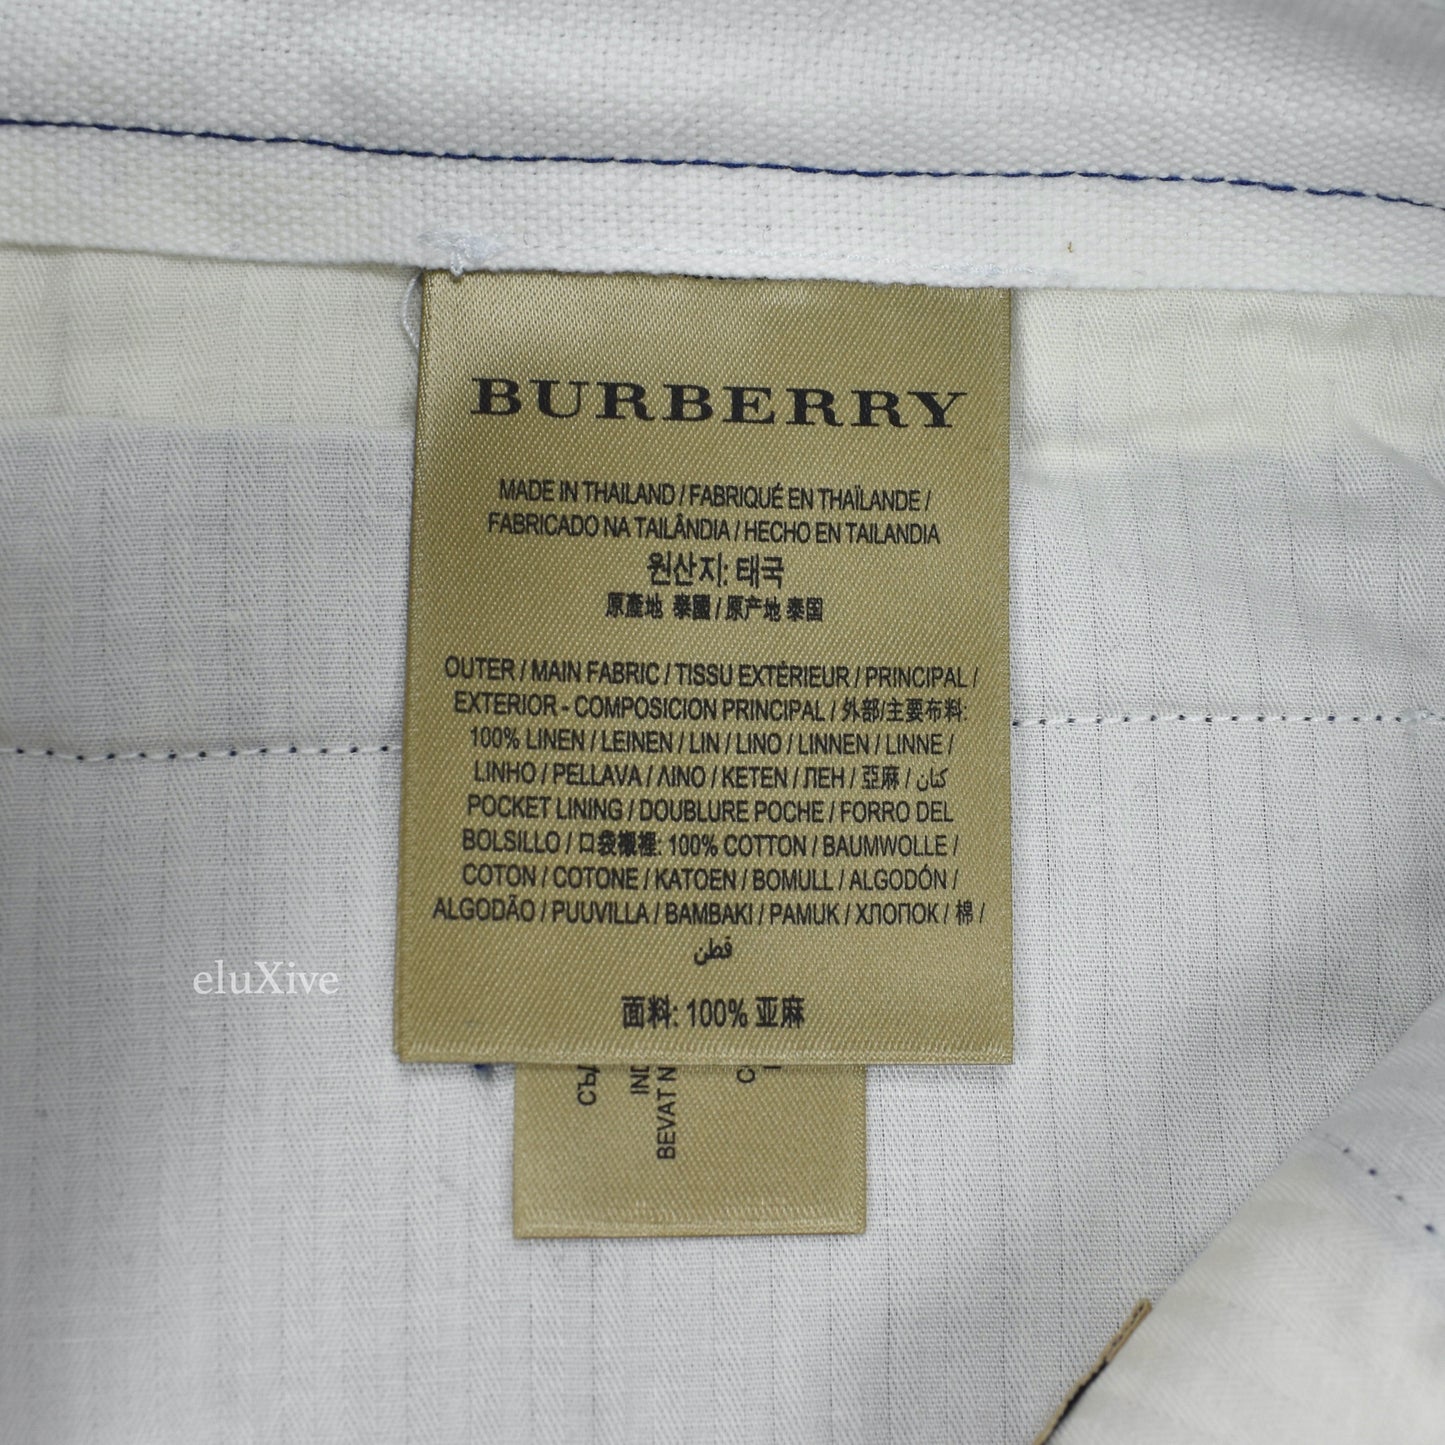 BURBERRY
MADE IN THAILAND / FABRIQUÉ EN THAÏLANDE /
FABRICADO NA TAILÂNDIA / HECHO EN TAILANDIA
원산지: 태국
原產地 泰國 / 原产地 泰国
OUTER / MAIN FABRIC / TISSU EXTÉRIEUR / PRINCIPAL /
EXTERIOR - COMPOSICION PRINCIPAL / 外部/主要布料:
100% LINEN / LEINEN / LIN / LINO / LINNEN / LINNE /
LINHO / PELLAVA / ΛΙΝΟ / KETEN / ЛЕН / 亞麻 / كتان
POCKET LINING / DOUBLURE POCHE / FORRO DEL
BOLSILLO / 口袋襯裡: 100% COTTON / BAUMWOLLE /
COTON / COTONE / KATOEN / BOMULL / ALGODÓN /
ALGODÃO / PUUVILLA / BAMBAKI / PAMUK / ХЛОПОК / 棉 /
قطن
面料: 100% 亚麻
eluXive
BEVAT N